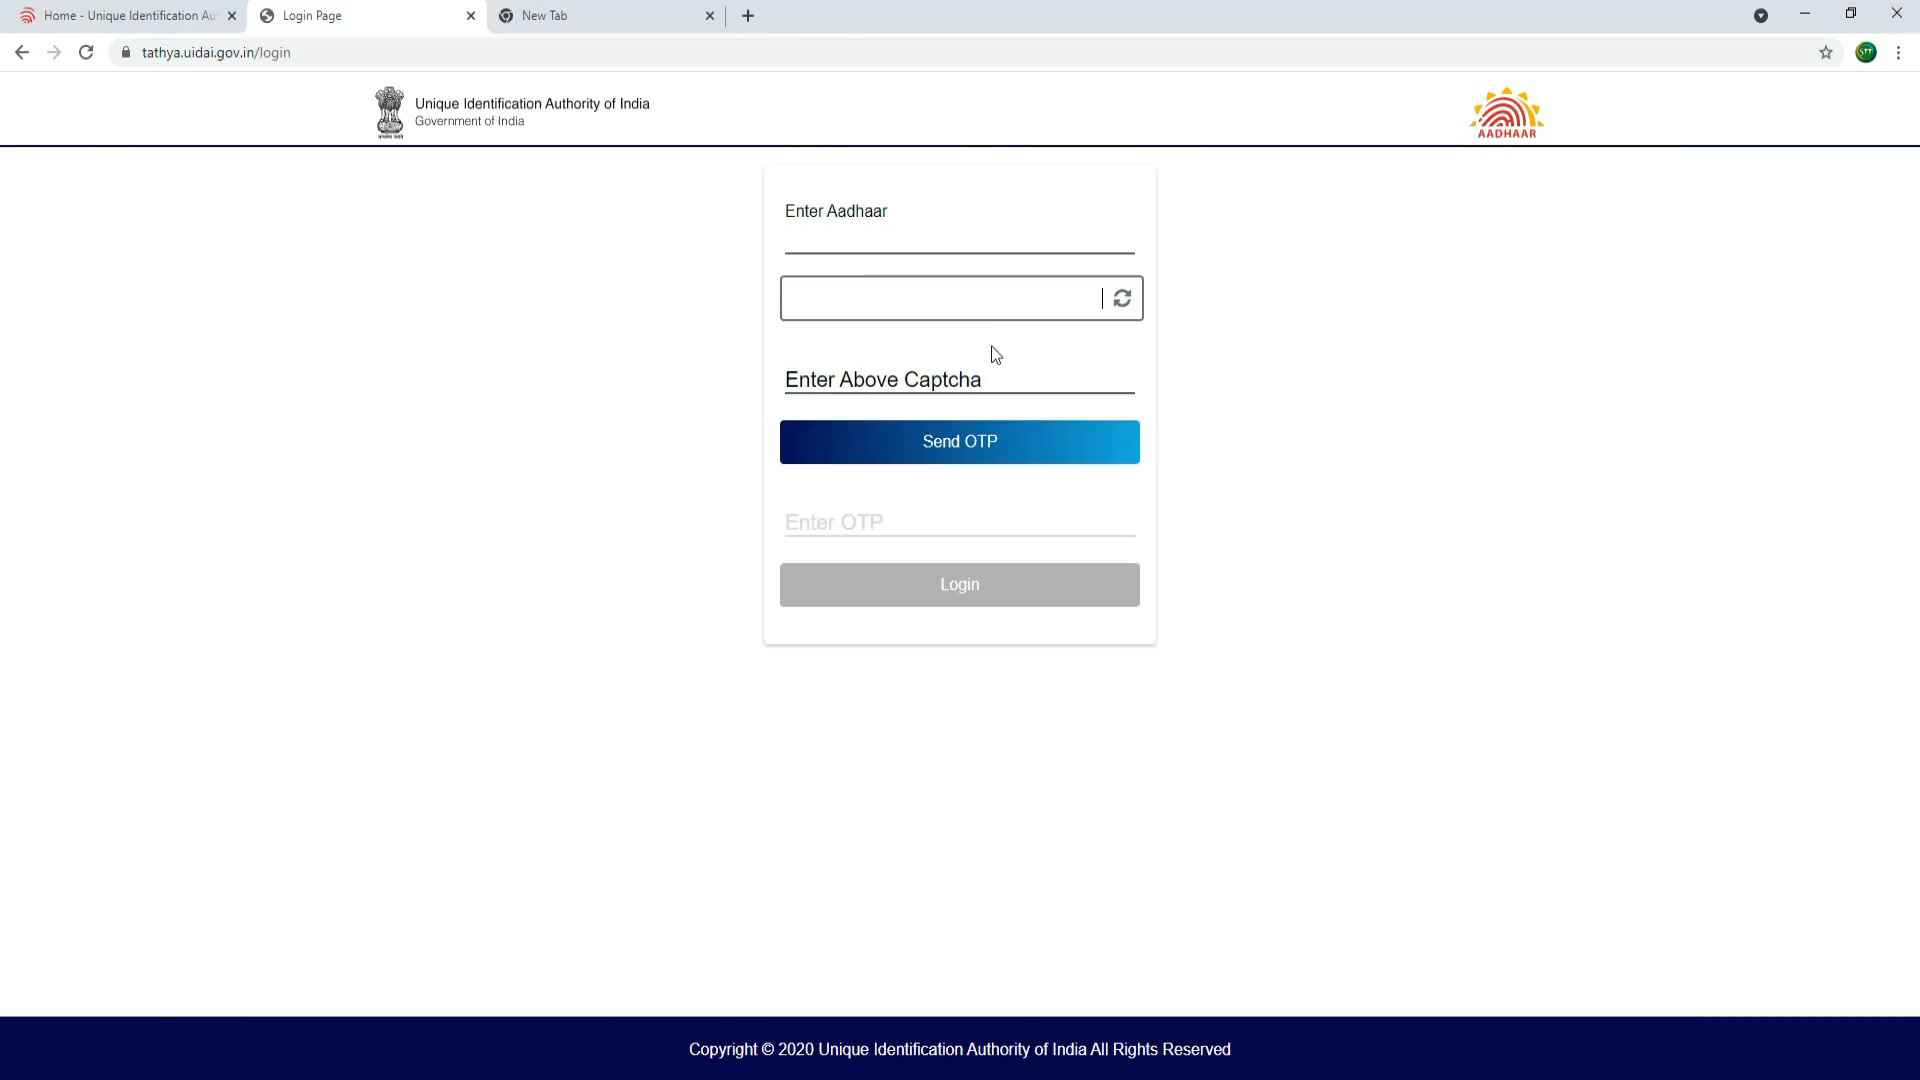 Home - Unique Identification Au
Login Page
New Tab
tathya.uidai.gov.in/login
STT
Unique Identification Authority of India
Government of India
AADHAAR
Enter Aadhaar
Enter Above Captcha
Send OTP
Enter OTP
Login
Copyright © 2020 Unique Identification Authority of India All Rights Reserved